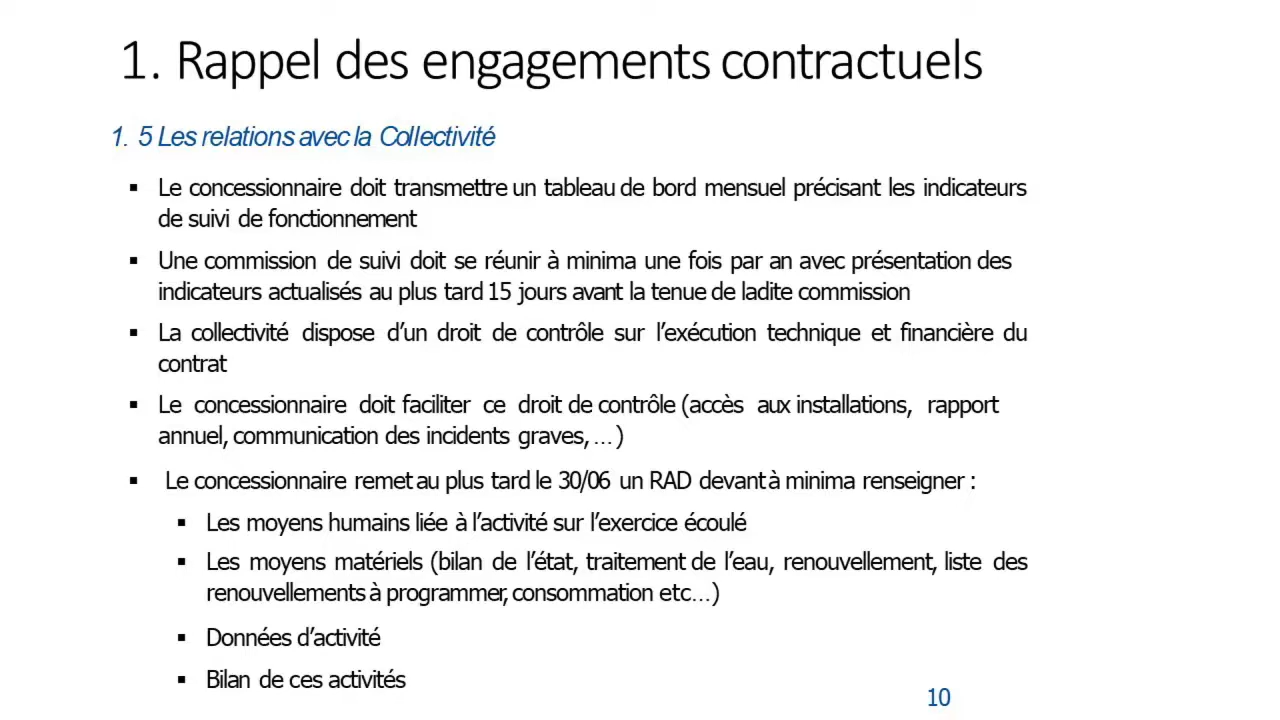 1. Rappel des engagements contractuels
1. 5 Les relations avec la Collectivité
▪ Le concessionnaire doit transmettre un tableau de bord mensuel précisant les indicateurs
de suivi de fonctionnement
▪ Une commission de suivi doit se réunir à minima une fois par an avec présentation des
indicateurs actualisés au plus tard 15 jours avant la tenue de ladite commission
▪ La collectivité dispose d’un droit de contrôle sur l’exécution technique et financière du
contrat
▪ Le concessionnaire doit faciliter ce droit de contrôle (accès aux installations, rapport
annuel, communication des incidents graves, … )
▪ Le concessionnaire remet au plus tard le 30/06 un RAD devant à minima renseigner :
▪ Les moyens humains liée à l’activité sur l’exercice écoulé
▪ Les moyens matériels (bilan de l’état, traitement de l’eau, renouvellement, liste des
renouvellements à programmer, consommation etc…)
▪ Données d’activité
▪ Bilan de ces activités
10